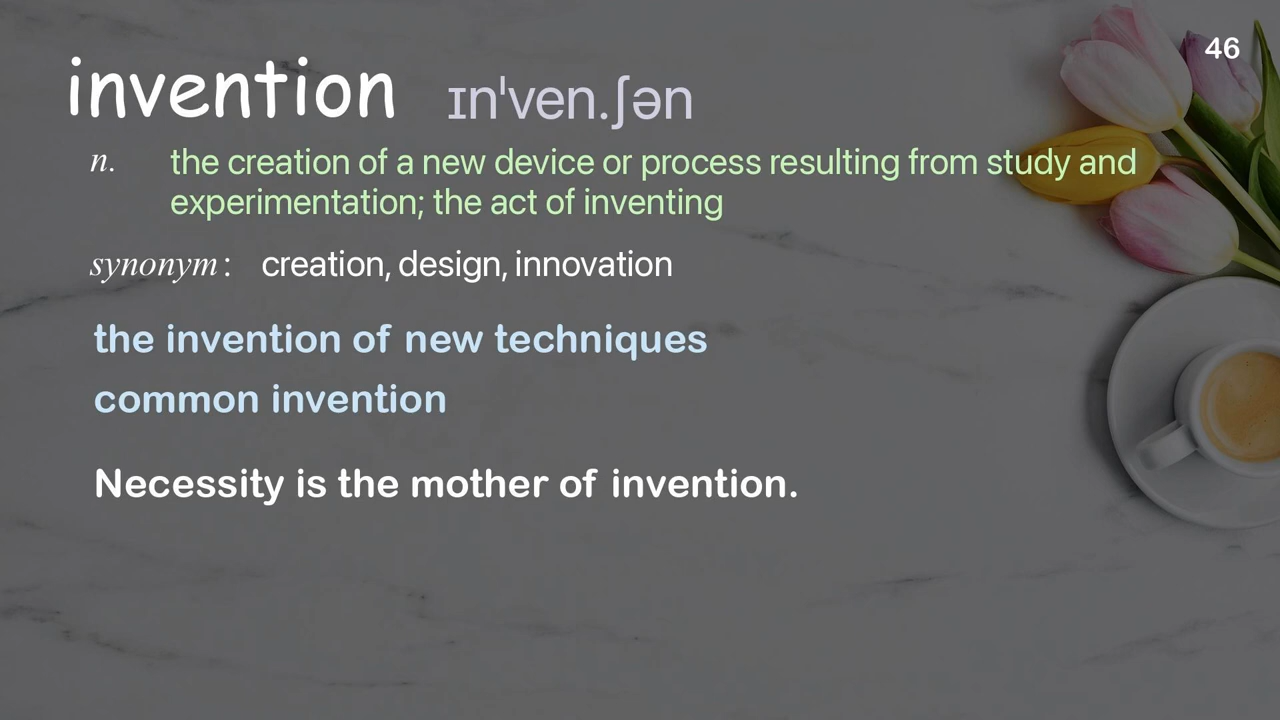 46
invention ɪnˈven.ʃən
n. the creation of a new device or process resulting from study and
experimentation; the act of inventing
synonym: creation, design, innovation
the invention of new techniques
common invention
Necessity is the mother of invention.